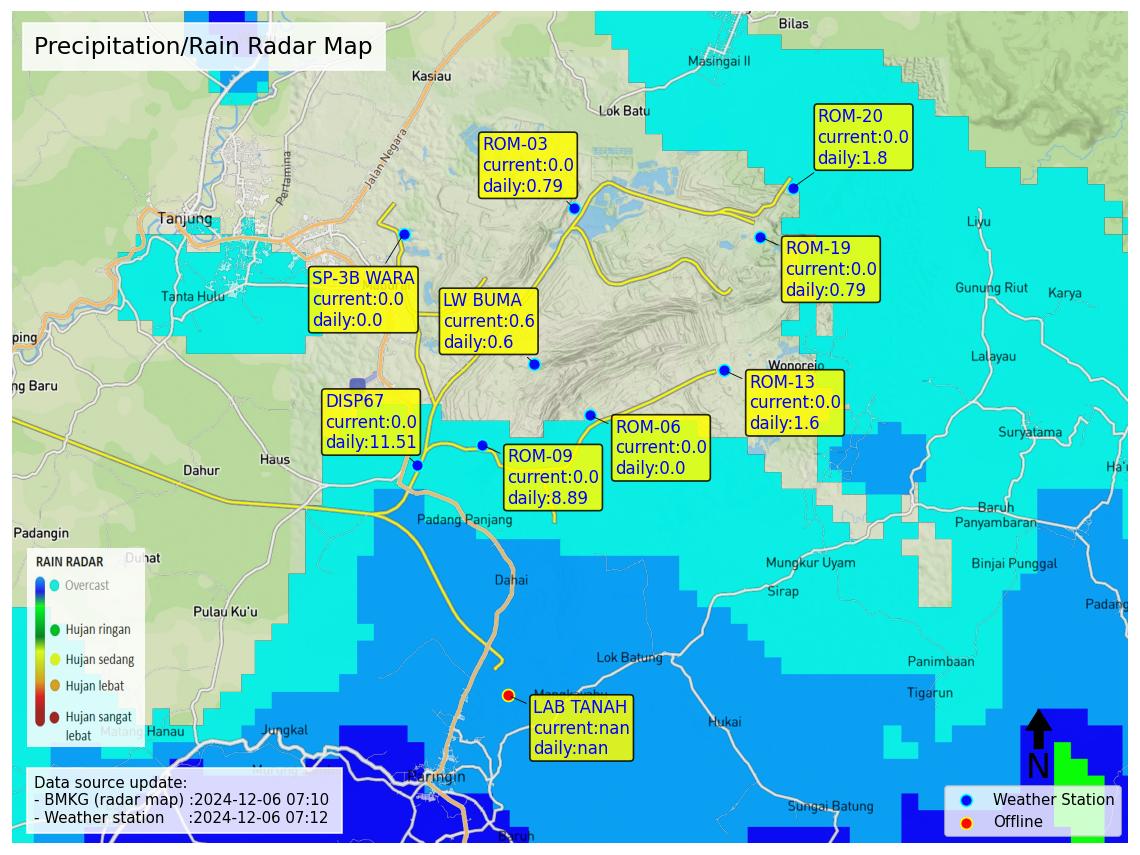 Precipitation/Rain Radar Map
Bilas
Masingai II
Kasiau
Lok Batu
Jalan Negara
Pertamina
Tanjung
Tanta Hulu
ROM-03
current:0.0
daily:0.79
ROM-20
current:0.0
daily:1.8
ROM-19
current:0.0
daily:0.79
SP-3B WARA
current:0.0
daily:0.0
LW BUMA
current:0.6
daily:0.6
Liyu
Gunung Riut
Karya
Lalayau
Wonorejo
ROM-13
current:0.0
daily:1.6
DISP67
current:0.0
daily:11.51
ROM-06
current:0.0
daily:0.0
ROM-09
current:0.0
daily:8.89
ping
ng Baru
Suryatama
Ha'u
Haus
Dahur
Padang Panjang
Baruh
Panyambaran
Padangin
Duhat
Mungkur Uyam
Binjai Punggal
Dahai
Sirap
Padang
Pulau Ku'u
Lok Batung
Panimbaan
Tigarun
Mangkayahu
LAB TANAH
current:nan
daily:nan
Hukai
Matang Hanau
Jungkal
Murung
Paringin
Sungai Batung
Baruh
RAIN RADAR
Overcast
Hujan ringan
Hujan sedang
Hujan lebat
Hujan sangat
lebat
Data source update:
- BMKG (radar map) :2024-12-06 07:10
- Weather station :2024-12-06 07:12
N
Weather Station
Offline